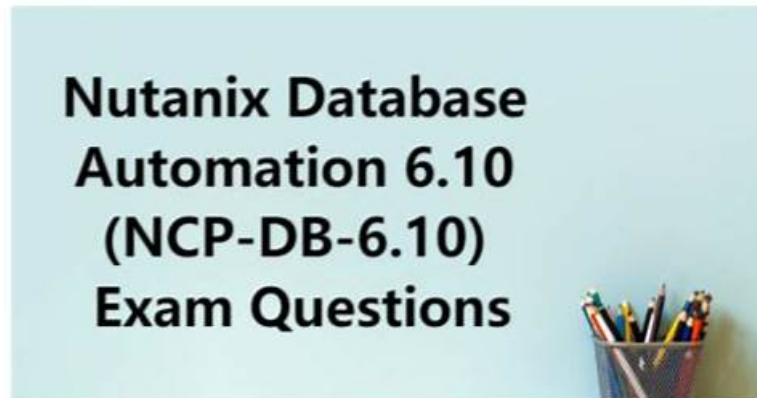 Nutanix Database
Automation 6.10
(NCP-DB-6.10)
Exam Questions